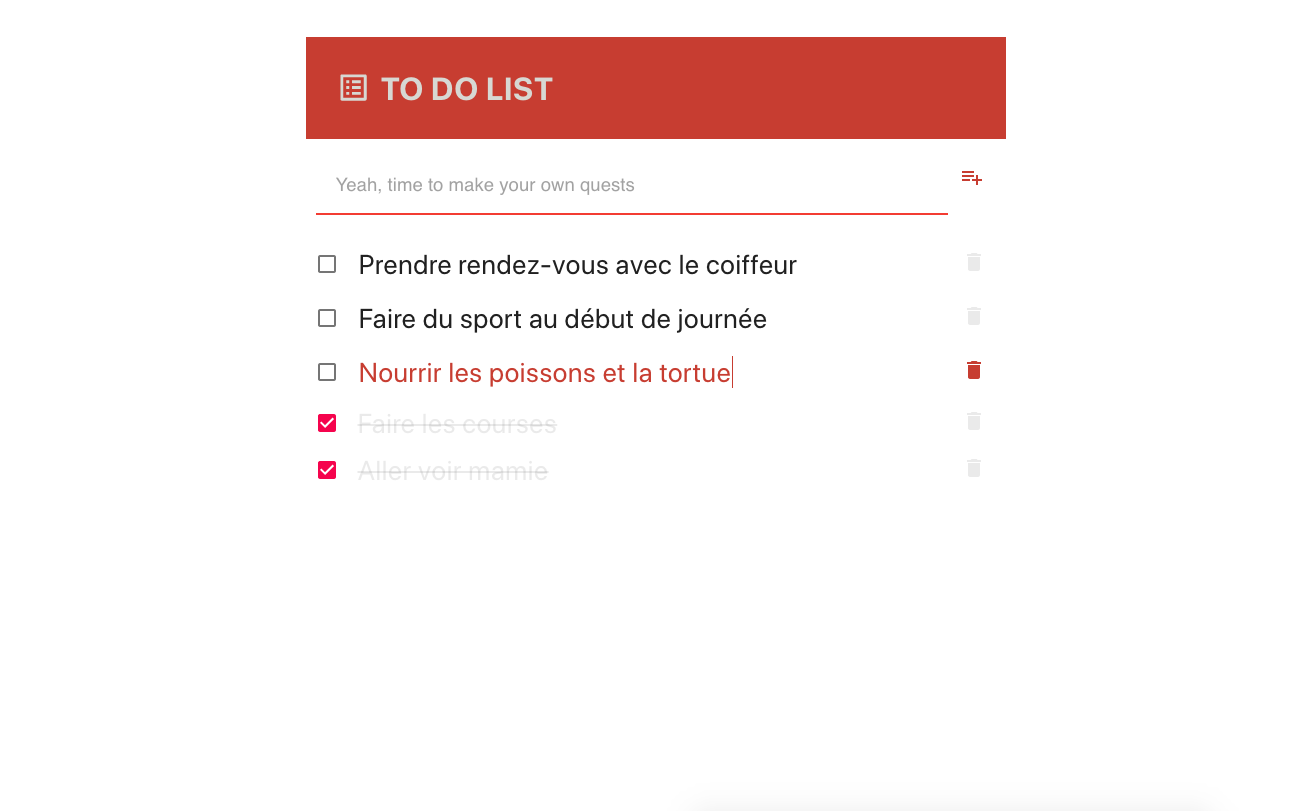 TO DO LIST
Yeah, time to make your own quests
Prendre rendez-vous avec le coiffeur
Faire du sport au début de journée
Nourrir les poissons et la tortue
Faire les courses
Aller voir mamie